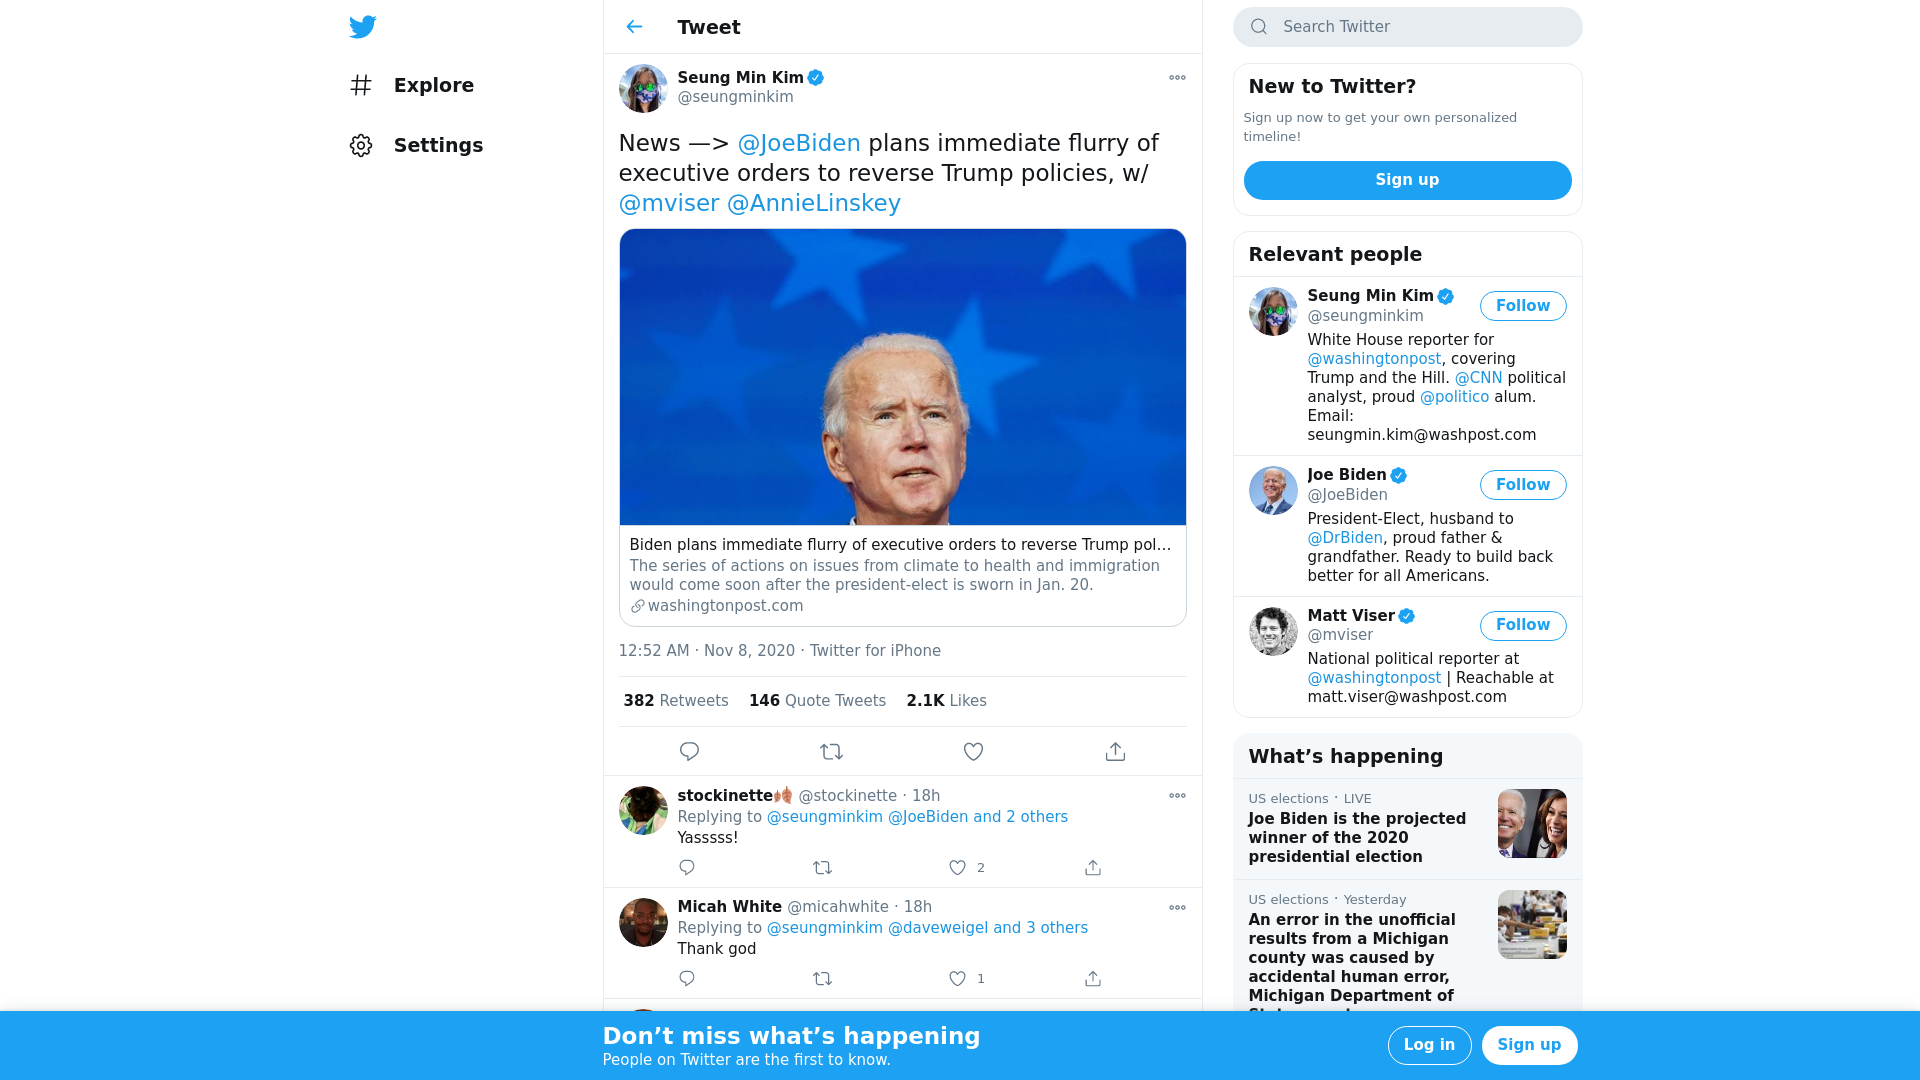 Explore
Settings
Tweet
Seung Min Kim
@seungminkim
News —> @JoeBiden plans immediate flurry of
executive orders to reverse Trump policies, w/
@mviser @AnnieLinskey
Biden plans immediate flurry of executive orders to reverse Trump pol…
The series of actions on issues from climate to health and immigration
would come soon after the president-elect is sworn in Jan. 20.
washingtonpost.com
12:52 AM · Nov 8, 2020 · Twitter for iPhone
382 Retweets 146 Quote Tweets 2.1K Likes
stockinette @stockinette · 18h
Replying to @seungminkim @JoeBiden and 2 others
Yasssss!
2
Micah White @micahwhite · 18h
Replying to @seungminkim @daveweigel and 3 others
Thank god
1
Search Twitter
New to Twitter?
Sign up now to get your own personalized
timeline!
Sign up
Relevant people
Seung Min Kim
@seungminkim
Follow
White House reporter for
@washingtonpost, covering
Trump and the Hill. @CNN political
analyst, proud @politico alum.
Email:
seungmin.kim@washpost.com
Joe Biden
@JoeBiden
Follow
President-Elect, husband to
@DrBiden, proud father &
grandfather. Ready to build back
better for all Americans.
Matt Viser
@mviser
Follow
National political reporter at
@washingtonpost | Reachable at
matt.viser@washpost.com
What’s happening
US elections · LIVE
Joe Biden is the projected
winner of the 2020
presidential election
US elections · Yesterday
An error in the unofficial
results from a Michigan
county was caused by
accidental human error,
Michigan Department of
Don’t miss what’s happening
People on Twitter are the first to know.
Log in
Sign up